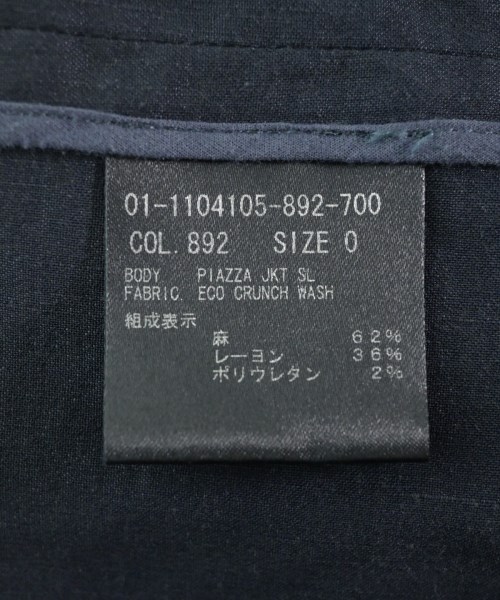 01-1104105-892-700
COL.892 SIZE 0
BODY PIAZZA JKT SL
FABRIC. ECO CRUNCH WASH
組成表示
麻 62%
レーヨン 36%
ポリウレタン 2%